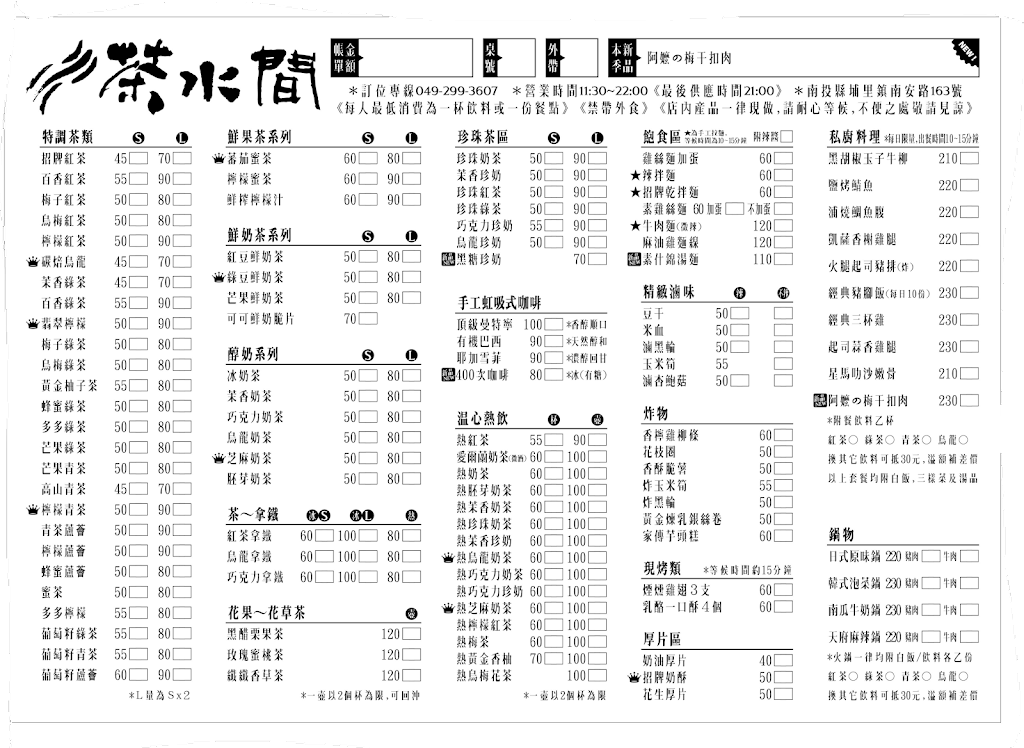 茶水間
帳單金額
桌號
外帶
本季新品
阿嬤の梅干扣肉
NEW!
＊訂位專線049-299-3607 ＊營業時間11:30~22:00《最後供應時間21:00》 ＊南投縣埔里鎮南安路163號
《每人最低消費為一杯飲料或一份餐點》《禁帶外食》《店內產品一律現做,請耐心等候,不便之處敬請見諒》
特調茶類 S L
招牌紅茶 45 70
百香紅茶 55 90
梅子紅茶 50 80
烏梅紅茶 50 90
檸檬紅茶 50 90
碳焙烏龍 45 70
茉香綠茶 45 70
百香綠茶 55 90
翡翠檸檬 50 90
梅子綠茶 50 80
烏梅綠茶 50 80
黃金柚子茶 55 80
蜂蜜綠茶 50 80
多多綠茶 50 80
芒果綠茶 50 80
芒果青茶 50 80
高山青茶 45 70
檸檬青茶 50 90
青茶蘆薈 50 90
檸檬蘆薈 50 90
蜂蜜蘆薈 50 80
蜜茶 50 80
多多檸檬 55 80
葡萄籽綠茶 55 80
葡萄籽青茶 55 80
葡萄籽蘆薈 60 90
＊L量為Sx2
鮮果茶系列 S L
蕃茄蜜茶 60 80
檸檬蜜茶 60 90
鮮榨檸檬汁 60 90
鮮奶茶系列 S L
紅豆鮮奶茶 50 80
綠豆鮮奶茶 50 80
芒果鮮奶茶 50 80
可可鮮奶脆片 70
醇奶系列 S L
冰奶茶 50 80
茉香奶茶 50 80
巧克力奶茶 50 80
烏龍奶茶 50 80
芝麻奶茶 50 80
胚芽奶茶 50 80
茶～拿鐵 冰S 冰L 熱
紅茶拿鐵 60 100 80
烏龍拿鐵 60 100 80
巧克力拿鐵 60 100 80
花果～花草茶 壺
黑醋栗果茶 120
玫瑰蜜桃茶 120
纖纖香草茶 120
＊一壺以2個杯為限,可回沖
珍珠茶區 S L
珍珠奶茶 50 90
茉香珍奶 50 90
珍珠紅茶 50 90
珍珠綠茶 50 90
巧克力珍奶 55 90
烏龍珍奶 50 90
黑糖珍奶 70
手工虹吸式咖啡
頂級曼特寧 100 ＊香醇順口
有機巴西 90 ＊天然醇和
耶加雪菲 90 ＊濃醇回甘
400次咖啡 80 ＊冰(有糖)
温心熱飲 杯 壺
熱紅茶 55 90
愛爾蘭奶茶(微酒) 60 100
熱奶茶 60 100
熱胚芽奶茶 60 100
熱茉香奶茶 60 100
熱珍珠奶茶 60 100
熱茉香珍奶 60 100
熱烏龍奶茶 60 100
熱巧克力奶茶 60 100
熱巧克力珍奶 60 100
熱芝麻奶茶 60 100
熱檸檬紅茶 60 100
熱梅茶 60 100
熱黃金香柚 70 100
熱烏梅花茶 100
＊一壺以2個杯為限
飽食區 ★為手工拉麵,等候時間為10~15分鐘 附辣醬
雞絲麵加蛋 60
★辣拌麵 60
★招牌乾拌麵 60
素雞絲麵 60 加蛋 不加蛋
★牛肉麵(微辣) 120
麻油雞麵線 120
素什錦湯麵 110
精緻滷味 辣
豆干 50
米血 50
滷黑輪 50
玉米筍 55
滷杏鮑菇 50
炸物
香檸雞柳條 60
花枝圈 50
香酥脆薯 50
炸玉米筍 55
炸黑輪 50
黃金煉乳銀絲卷 50
家傳芋頭糕 60
現烤類 ＊等候時間約15分鐘
煙燻雞翅3支 60
乳酪一口酥4個 60
厚片區
奶油厚片 40
招牌奶酥 50
花生厚片 50
私廚料理 ＊每日限量,出餐時間10~15分鐘
黑胡椒玉子牛柳 210
鹽烤鯖魚 220
蒲燒鯛魚腹 220
凱薩香榭雞腿 220
火腿起司豬排(炸) 220
經典豬腳飯(每日10份) 230
經典三杯雞 230
起司蒜香雞腿 230
星馬叻沙嫩骨 210
阿嬤の梅干扣肉 230
＊附餐飲料乙杯
紅茶○ 綠茶○ 青茶○ 烏龍○
換其它飲料可抵30元,溢額補差價
以上套餐均附白飯,三樣菜及湯品
鍋物
日式原味鍋 220 豬肉 牛肉
韓式泡菜鍋 230 豬肉 牛肉
南瓜牛奶鍋 230 豬肉 牛肉
天府麻辣鍋 220 豬肉 牛肉
＊火鍋一律均附白飯/飲料各乙份
紅茶○ 綠茶○ 青茶○ 烏龍○
換其它飲料可抵30元,溢額補差價